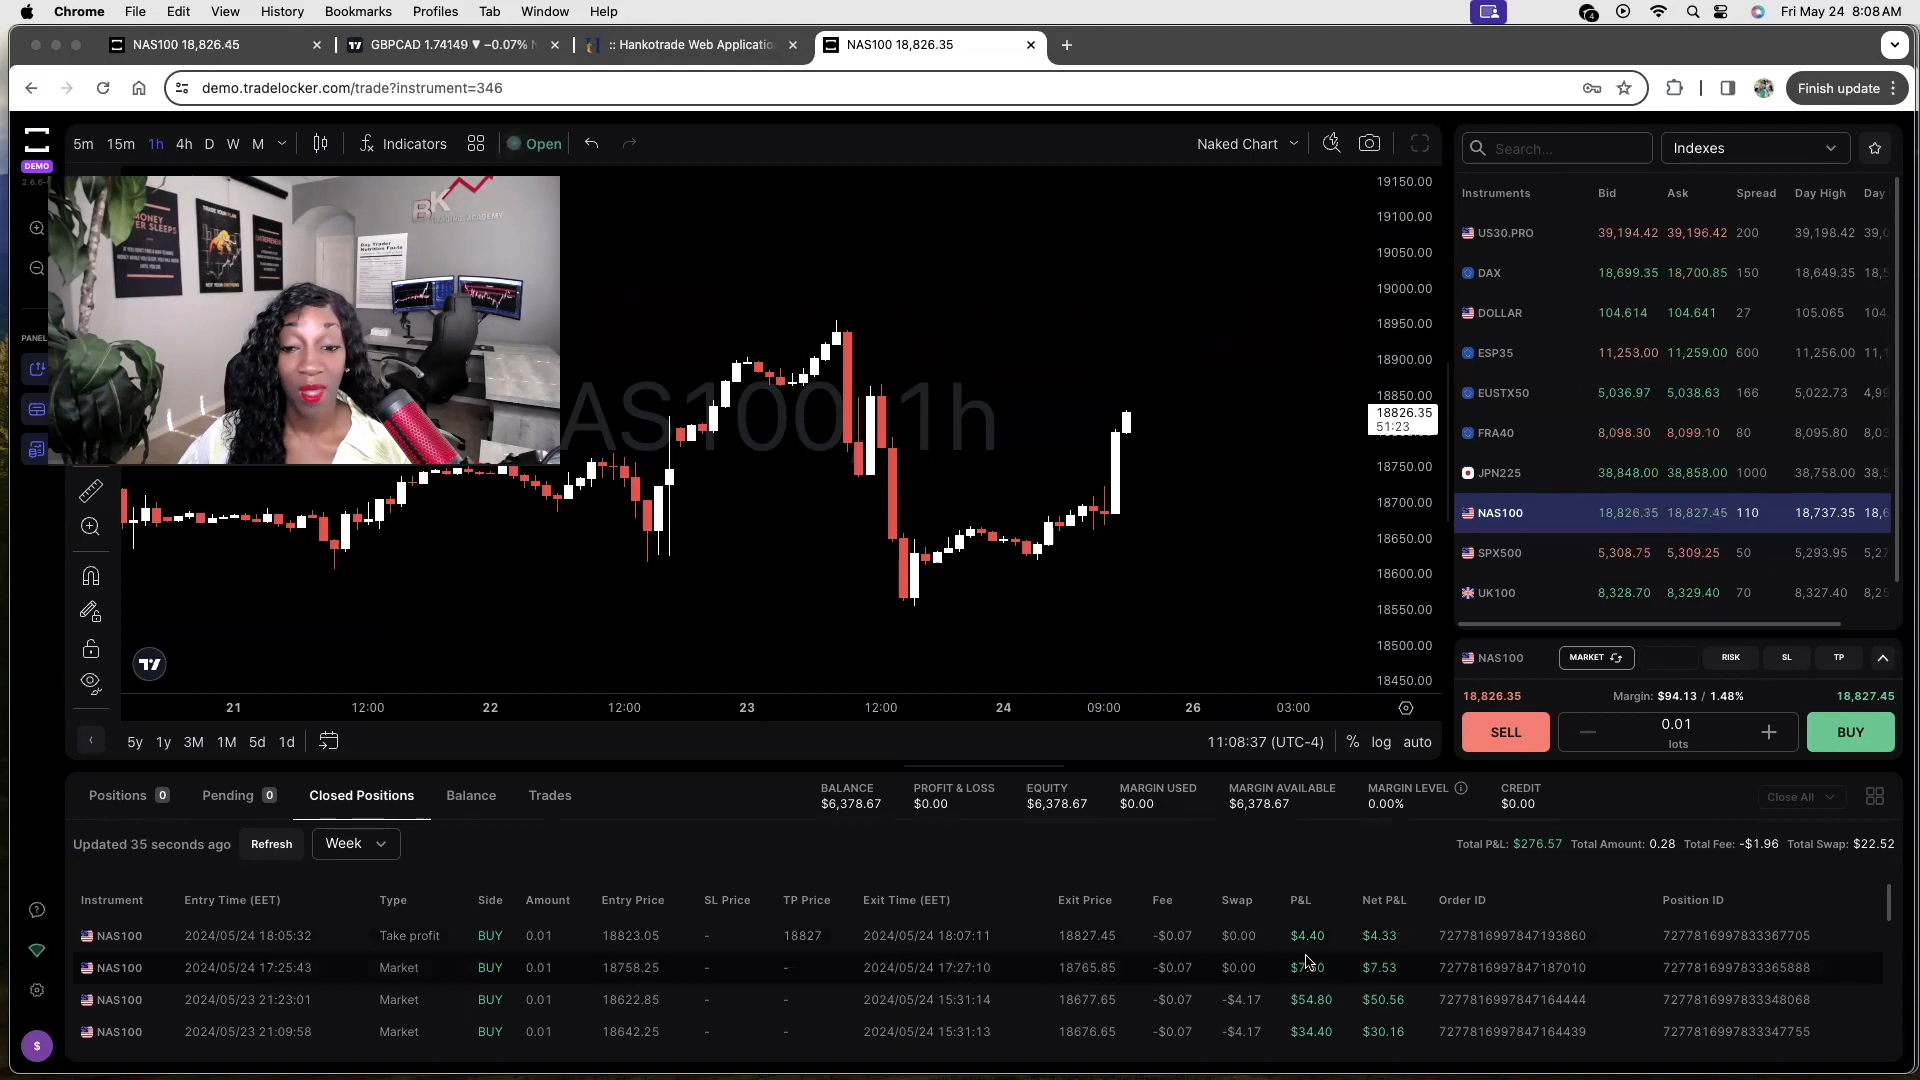 Chrome File Edit View History Bookmarks Profiles Tab Window Help
4 Fri May 24 8:08 AM
NAS100 18,826.45
GBPCAD 1.74149 ▼ −0.07%
:: Hankotrade Web Applicatio
NAS100 18,826.35
demo.tradelocker.com/trade?instrument=346
Finish update
DEMO
PANEL
5m 15m 1h 4h D W M Indicators Open Naked Chart
MONEY
SLEEPS
TRADE YOUR PLAN
NOT YOUR EMOTIONS
ENTREPRENEUR
BK
ACADEMY
Day Trader
Nutrition Facts
AS100, 1h
19150.00
19100.00
19050.00
19000.00
18950.00
18900.00
18850.00
18826.35
51:23
18750.00
18700.00
18650.00
18600.00
18550.00
18500.00
18450.00
21 12:00 22 12:00 23 12:00 24 09:00 26 03:00
5y 1y 3M 1M 5d 1d 11:08:37 (UTC-4) % log auto
Search... Indexes
Instruments Bid Ask Spread Day High Day
US30.PRO 39,194.42 39,196.42 200 39,198.42
DAX 18,699.35 18,700.85 150 18,649.35
DOLLAR 104.614 104.641 27 105.065 104
ESP35 11,253.00 11,259.00 600 11,256.00
EUSTX50 5,036.97 5,038.63 166 5,022.73
FRA40 8,098.30 8,099.10 80 8,095.80
JPN225 38,848.00 38,858.00 1000 38,758.00
NAS100 18,826.35 18,827.45 110 18,737.35
SPX500 5,308.75 5,309.25 50 5,293.95
UK100 8,328.70 8,329.40 70 8,327.40
NAS100 MARKET RISK SL TP
18,826.35 Margin: $94.13 / 1.48% 18,827.45
SELL 0.01 lots BUY
Positions 0 Pending 0 Closed Positions Balance Trades
BALANCE PROFIT & LOSS EQUITY MARGIN USED MARGIN AVAILABLE MARGIN LEVEL CREDIT
$6,378.67 $0.00 $6,378.67 $0.00 $6,378.67 0.00% $0.00
Close All
Updated 35 seconds ago Refresh Week
Total P&L: $276.57 Total Amount: 0.28 Total Fee: -$1.96 Total Swap: $22.52
Instrument Entry Time (EET) Type Side Amount Entry Price SL Price TP Price Exit Time (EET) Exit Price Fee Swap P&L Net P&L Order ID Position ID
NAS100 2024/05/24 18:05:32 Take profit BUY 0.01 18823.05 - 18827 2024/05/24 18:07:11 18827.45 -$0.07 $0.00 $4.40 $4.33 7277816997847193860 7277816997833367705
NAS100 2024/05/24 17:25:43 Market BUY 0.01 18758.25 - - 2024/05/24 17:27:10 18765.85 -$0.07 $0.00 $7.53 7277816997847187010 7277816997833365888
NAS100 2024/05/23 21:23:01 Market BUY 0.01 18622.85 - - 2024/05/24 15:31:14 18677.65 -$0.07 -$4.17 $54.80 $50.56 7277816997847164444 7277816997833348068
NAS100 2024/05/23 21:09:58 Market BUY 0.01 18642.25 - - 2024/05/24 15:31:13 18676.65 -$0.07 -$4.17 $34.40 $30.16 7277816997847164439 7277816997833347755
$